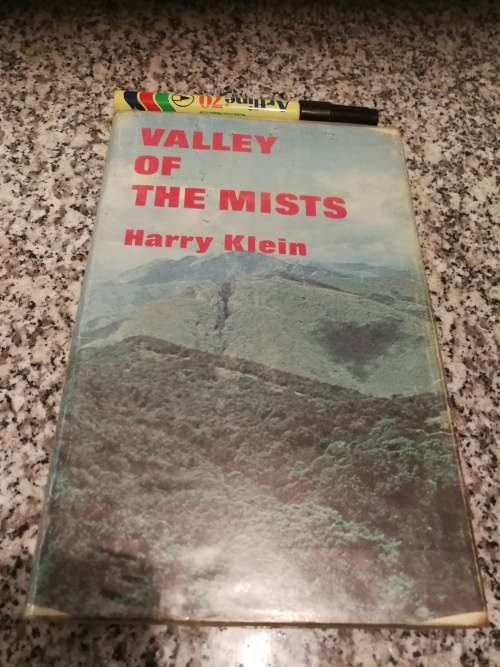 Artline 70
VALLEY
OF
THE MISTS
Harry Klein